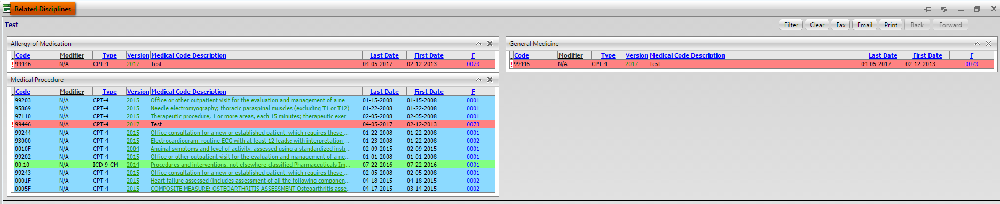 Related Disciplines
Test
Filter Clear Fax Email Print Back Forward
Allergy of Medication
Code Modifier Type Version Medical Code Description Last Date First Date F
! 99446 N/A CPT-4 2017 Test 04-05-2017 02-12-2013 0073
General Medicine
Code Modifier Type Version Medical Code Description Last Date First Date F
! 99446 N/A CPT-4 2017 Test 04-05-2017 02-12-2013 0073
Medical Procedure
Code Modifier Type Version Medical Code Description Last Date First Date F
99203 N/A CPT-4 2015 Office or other outpatient visit for the evaluation and management of a ne... 01-15-2008 01-15-2008 0001
95869 N/A CPT-4 2015 Needle electromyography; thoracic paraspinal muscles (excluding T1 or T12) 01-22-2008 01-22-2008 0001
97110 N/A CPT-4 2015 Therapeutic procedure, 1 or more areas, each 15 minutes; therapeutic exer... 02-05-2008 02-05-2008 0001
! 99446 N/A CPT-4 2017 Test 04-05-2017 02-12-2013 0073
99244 N/A CPT-4 2015 Office consultation for a new or established patient, which requires these ... 01-22-2008 01-22-2008 0001
93000 N/A CPT-4 2015 Electrocardiogram, routine ECG with at least 12 leads; with interpretation ... 01-23-2008 01-22-2008 0002
0010F N/A CPT-4 2004 Anginal symptoms and level of activity, assessed using a standardized instr... 02-09-2015 02-09-2015 0001
99202 N/A CPT-4 2015 Office or other outpatient visit for the evaluation and management of a ne... 01-01-2008 01-01-2008 0001
00.10 N/A ICD-9-CM 2014 Procedures and interventions, not elsewhere classified Pharmaceuticals Im... 07-22-2016 07-22-2016 0001
99243 N/A CPT-4 2015 Office consultation for a new or established patient, which requires these ... 02-05-2008 02-05-2008 0001
0001F N/A CPT-4 2015 Heart failure assessed (includes assessment of all the following componen... 04-18-2015 04-18-2015 0002
0005F N/A CPT-4 2015 COMPOSITE MEASURE: OSTEOARTHRITIS ASSESSMENT Osteoarthritis asse... 04-17-2015 03-14-2015 0002